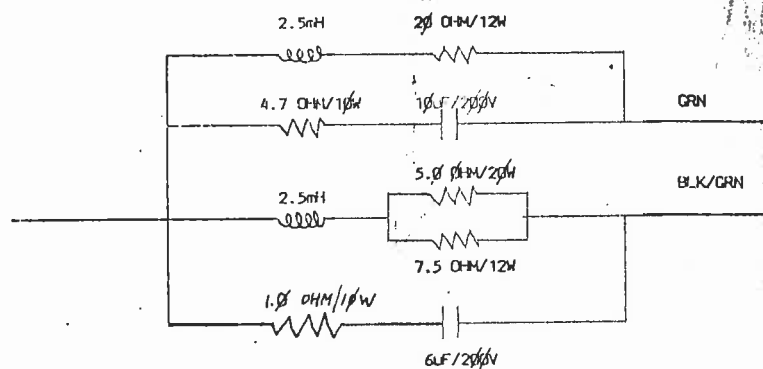 2.5mH 2Ø OHM/12W
4.7 OHM/1ØW 1ØuF/2ØØV GRN
5.Ø ØHM/2ØW BLK/GRN
2.5mH
7.5 OHM/12W
1.Ø OHM/1ØW
6uF/2ØØV